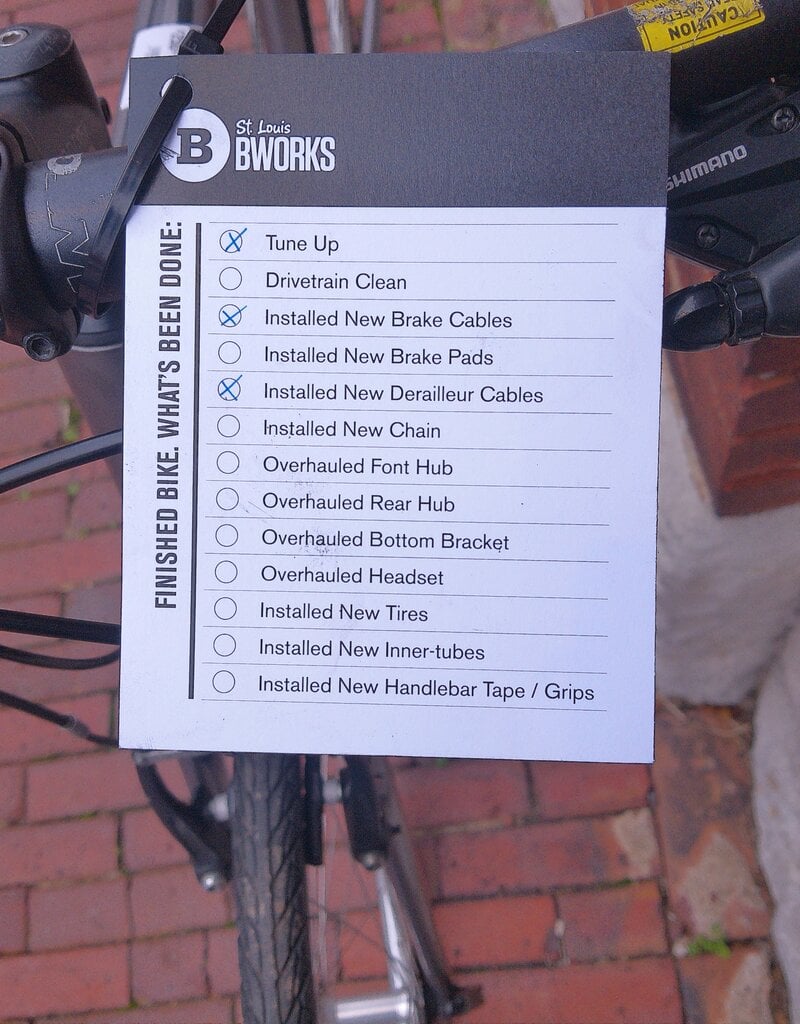 CAUTION
SHIMANO
B
St. Louis
BWORKS
FINISHED BIKE. WHAT'S BEEN DONE:
Tune Up
Drivetrain Clean
Installed New Brake Cables
Installed New Brake Pads
Installed New Derailleur Cables
Installed New Chain
Overhauled Font Hub
Overhauled Rear Hub
Overhauled Bottom Bracket
Overhauled Headset
Installed New Tires
Installed New Inner-tubes
Installed New Handlebar Tape / Grips